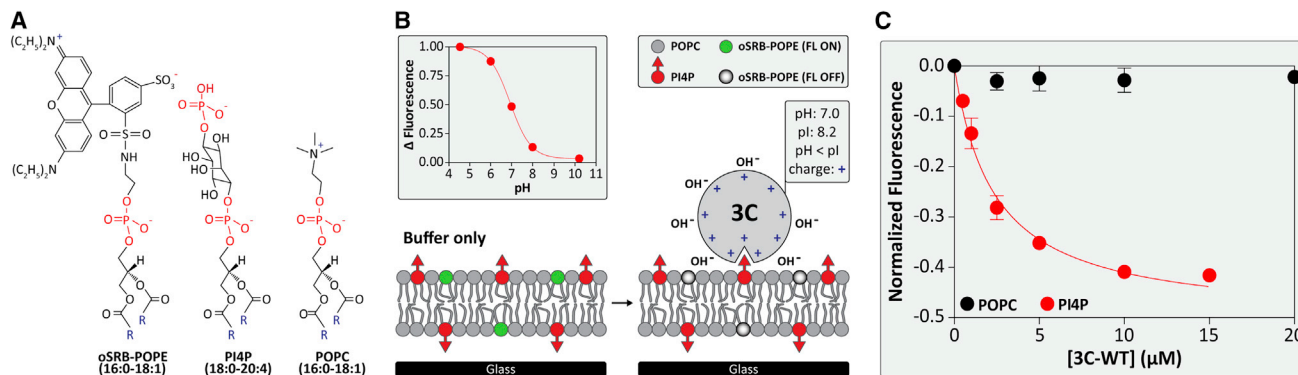 A
(C₂H₅)₂N
+
SO₃⁻
O
O=S=O
NH
(C₂H₅)₂N
O
O=P-O⁻
O
H
O O
O O
R R
oSRB-POPE
(16:0-18:1)
OH
O=P-O⁻
O
OH
HO
HO
OH
O
O=P-O⁻
O
H
O O
O O
R R
PI4P
(18:0-20:4)
N⁺
O
O=P-O⁻
O
H
O O
O O
R R
POPC
(16:0-18:1)
B
Δ Fluorescence
1.00
0.75
0.50
0.25
0.00
4 5 6 7 8 9 10 11
pH
POPC
oSRB-POPE (FL ON)
PI4P
oSRB-POPE (FL OFF)
pH: 7.0
pI: 8.2
pH < pI
charge: +
OH⁻
OH⁻ OH⁻
3C
OH⁻ OH⁻
OH⁻ OH⁻
+ + + + + + + + +
Buffer only
Glass
Glass
C
Normalized Fluorescence
0.0
-0.1
-0.2
-0.3
-0.4
-0.5
POPC PI4P
0 5 10 15 20
[3C-WT] (μM)